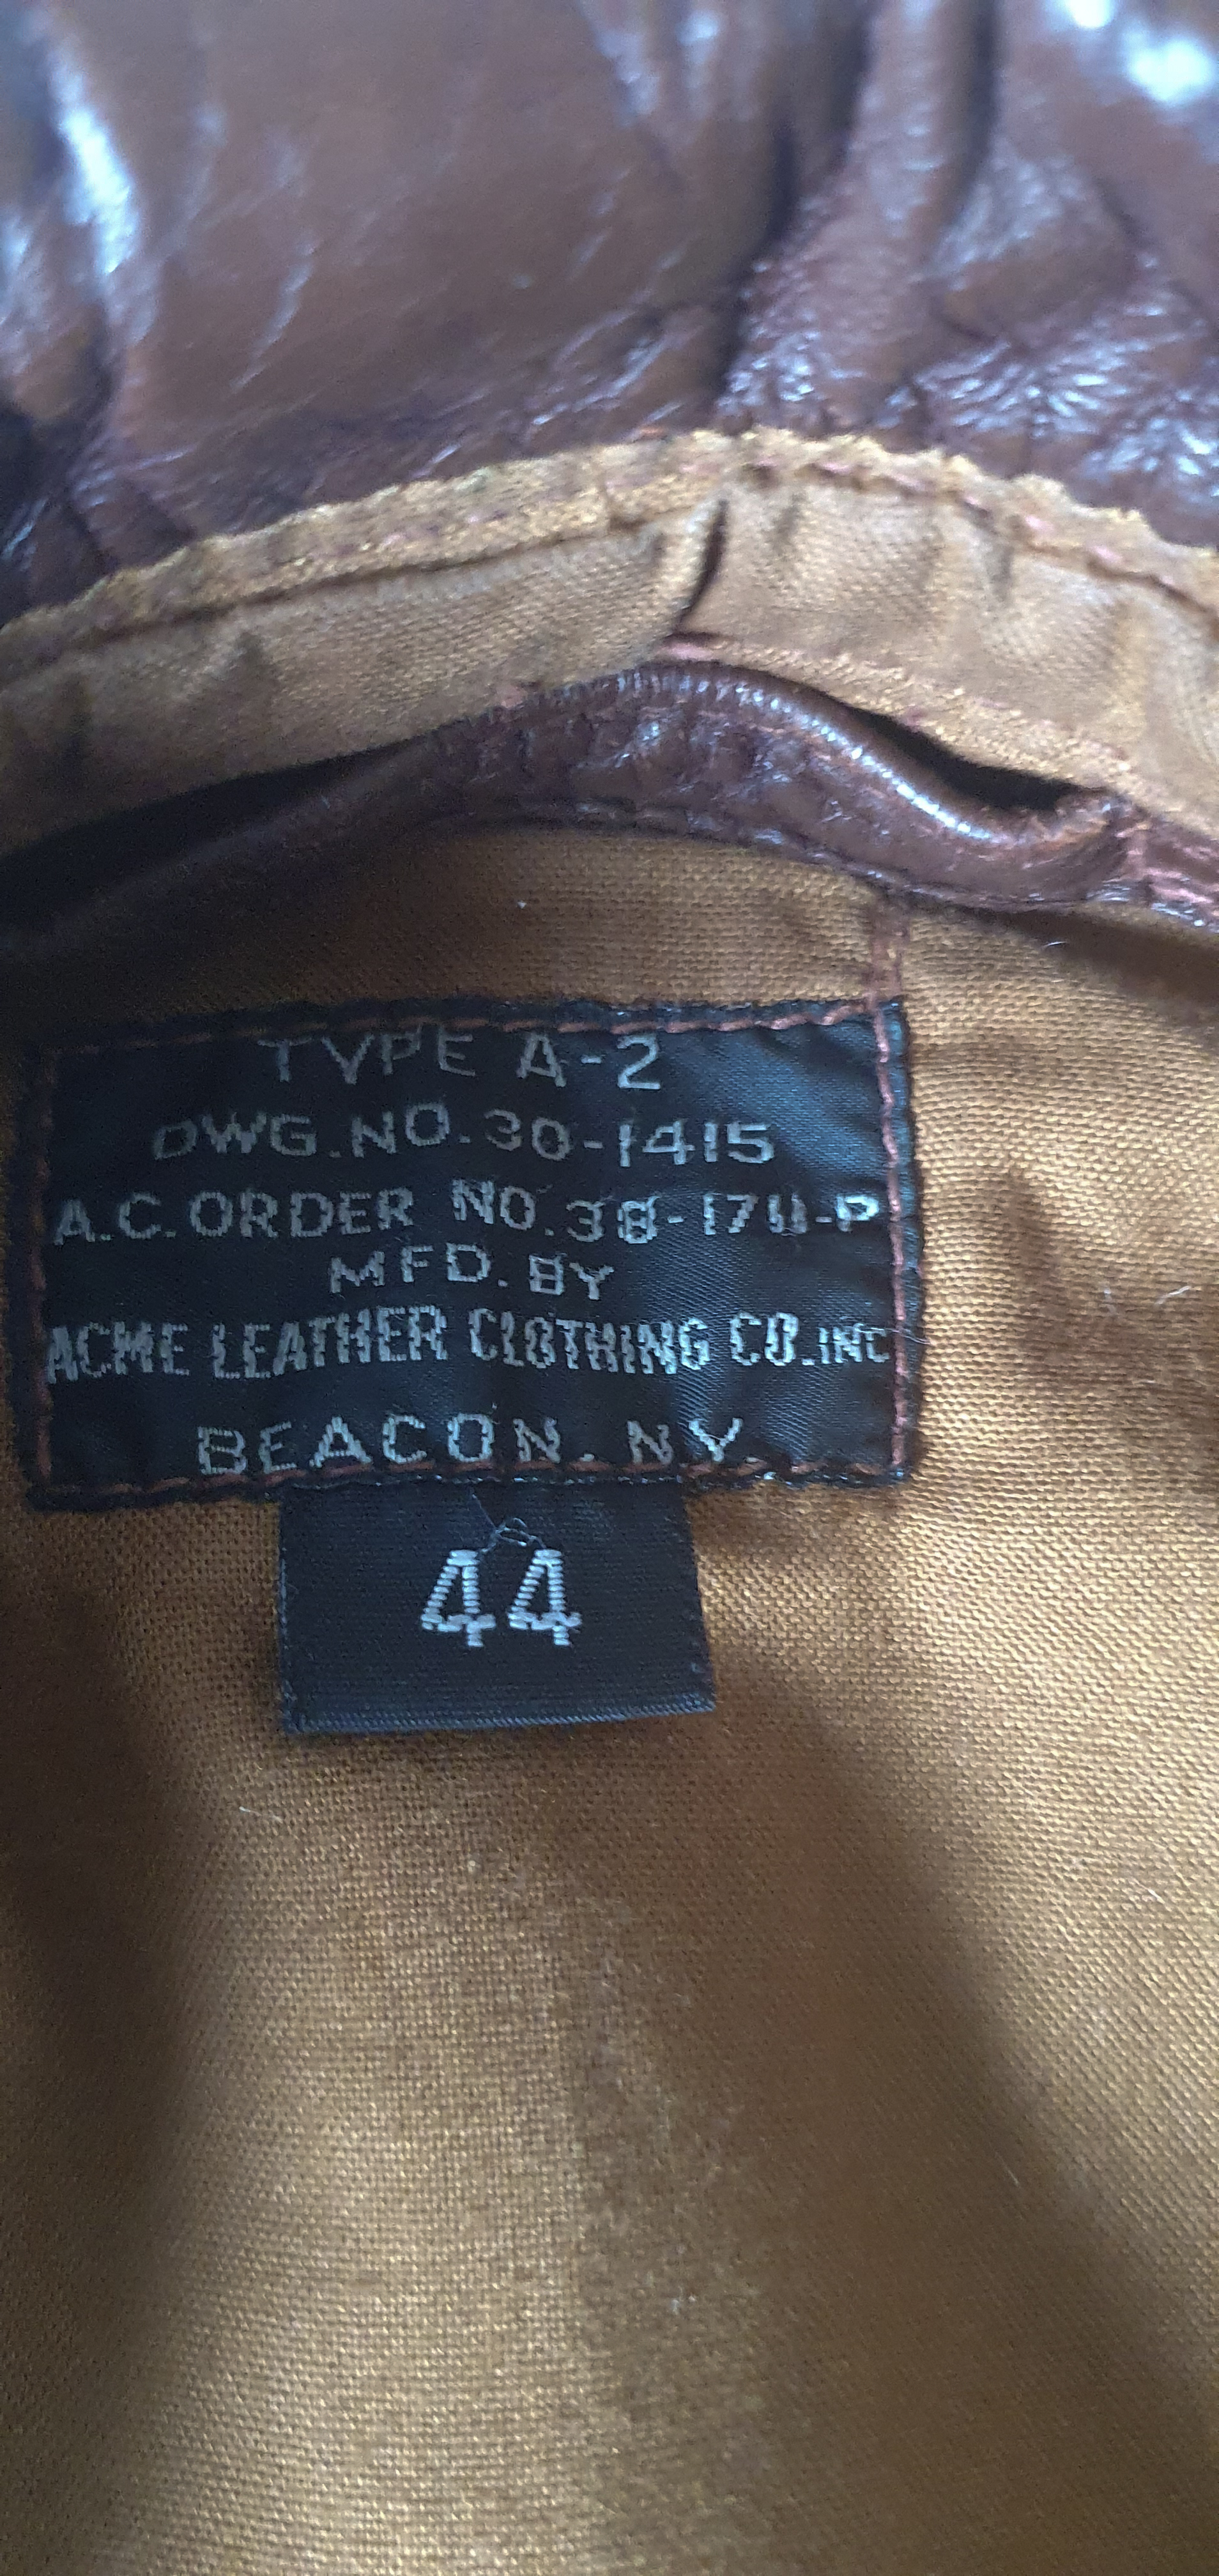 TYPE A-2
DWG.NO.30-1415
A.C.ORDER NO.38-1711-P
MFD.BY
ACME LEATHER CLOTHING CO.INC
BEACON. NY.
44